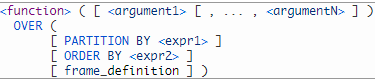 <function> ( [ <argument1> [ , ... , <argumentN> ] )
OVER (
[ PARTITION BY <expr1> ]
[ ORDER BY <expr2> ]
[ frame_definition ] )